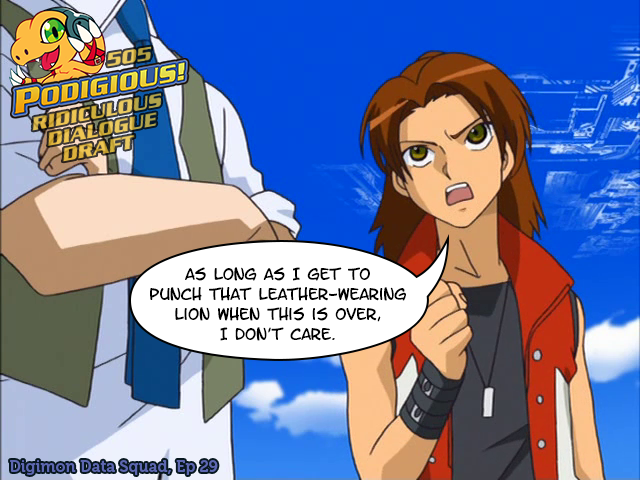 SOS
PODIGIOUS!
RIDICULOUS
DIALOGUE
DRAFT
AS LONG AS I GET TO
PUNCH THAT LEATHER-WEARING
LION WHEN THIS IS OVER,
I DON'T CARE.
Digimon Data Squad, Ep 29